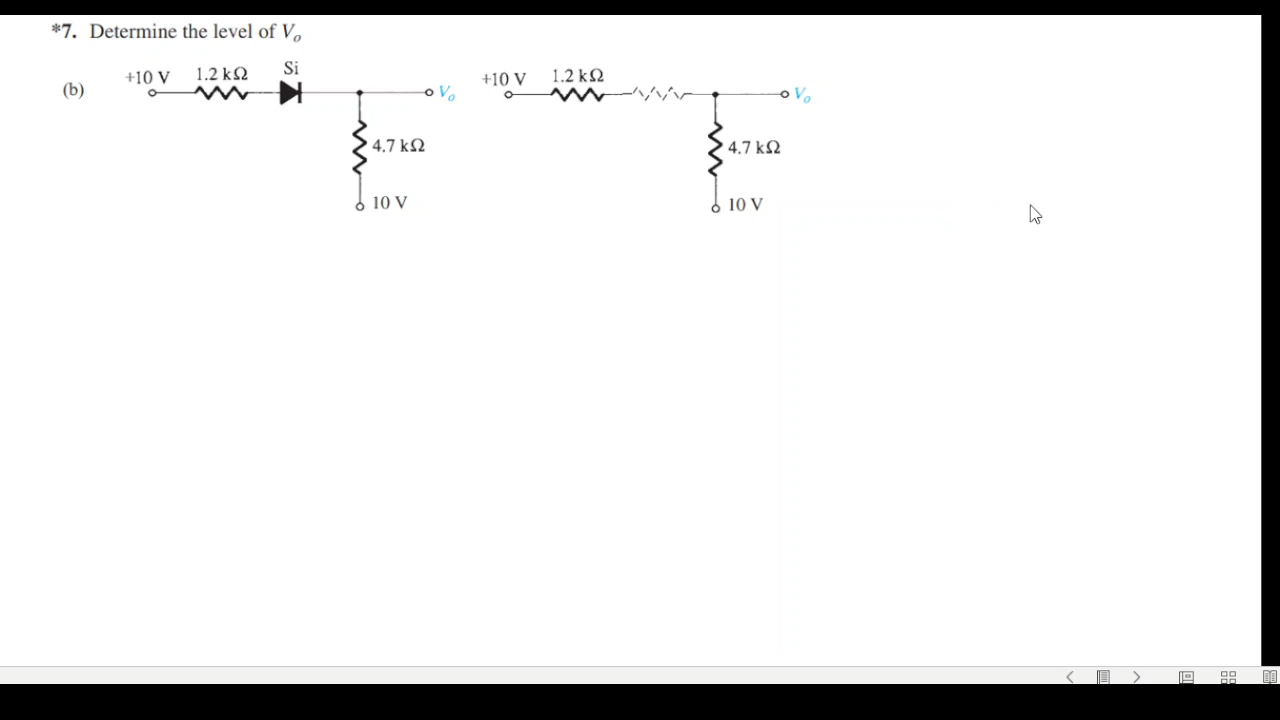 *7. Determine the level of Vo
(b) +10 V 1.2 kΩ Si Vo 4.7 kΩ 10 V
+10 V 1.2 kΩ Vo 4.7 kΩ 10 V